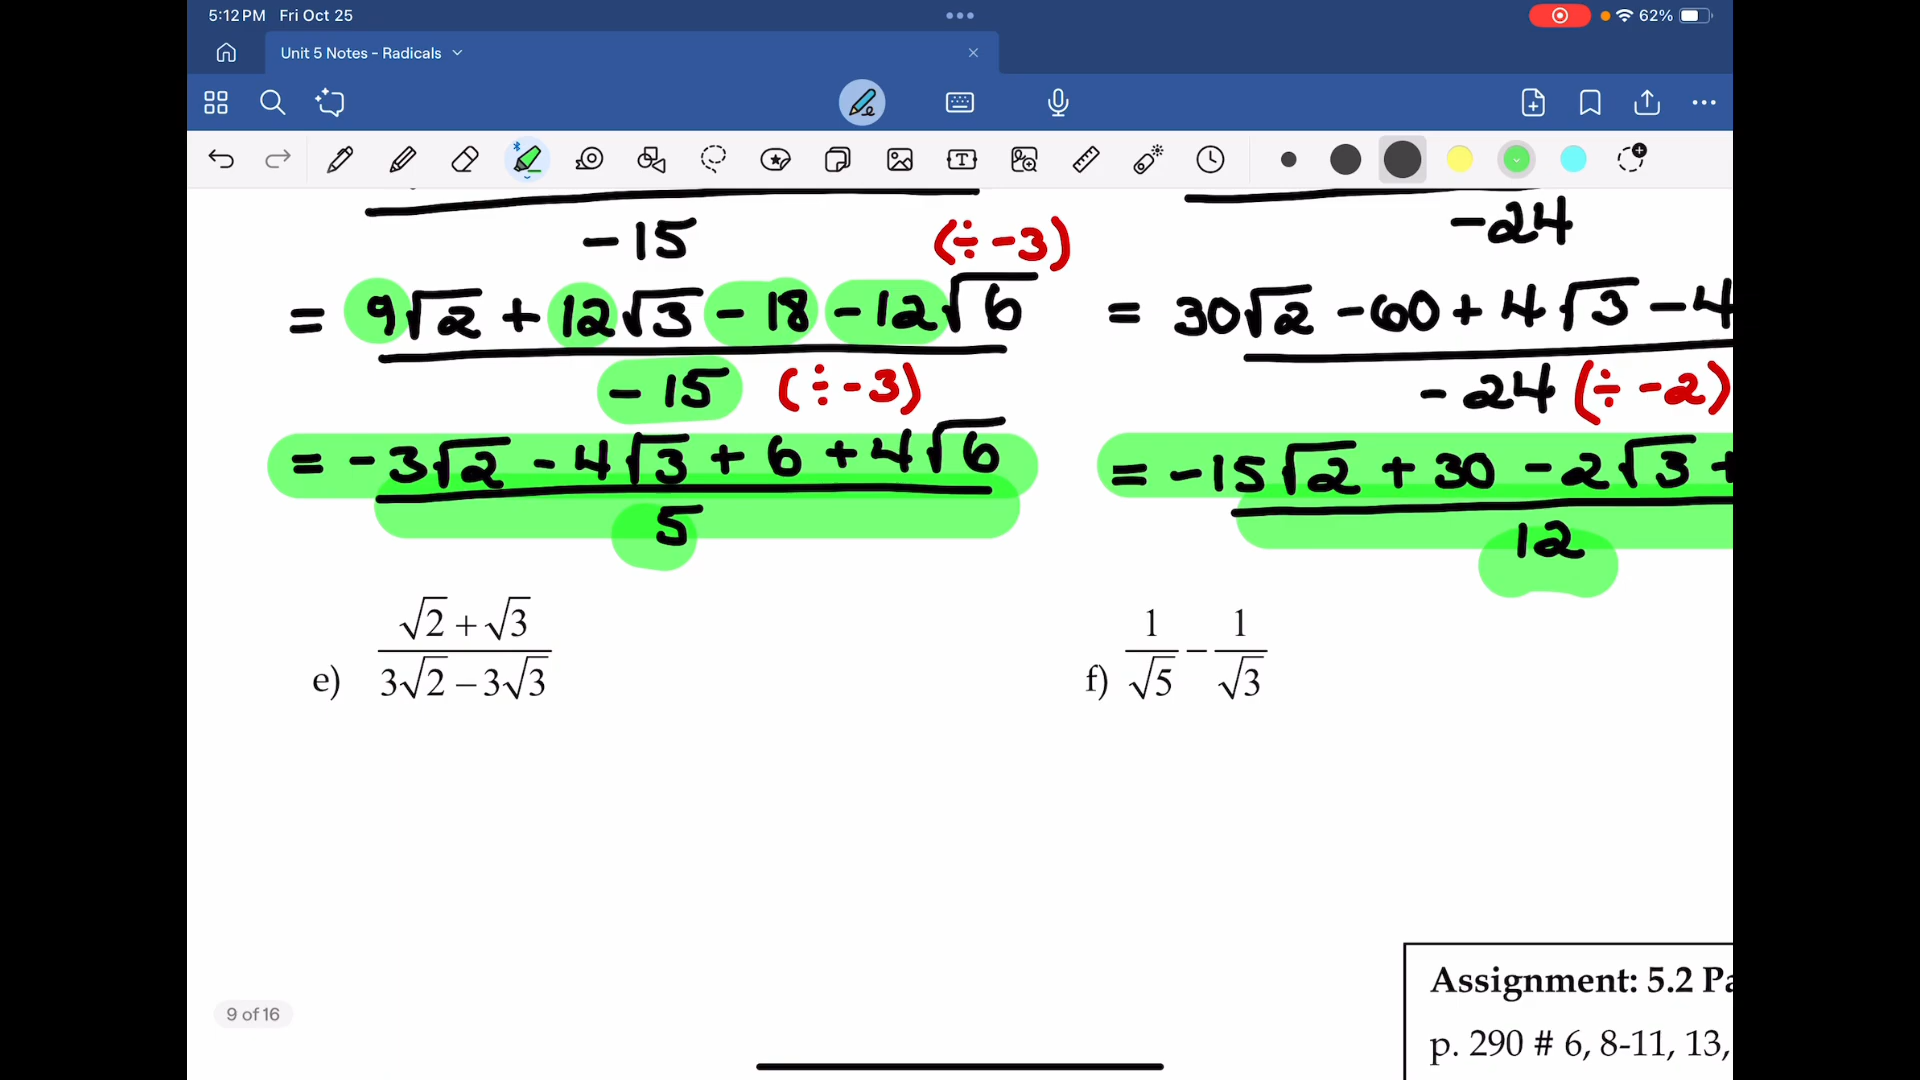 5:12 PM Fri Oct 25
62%
Unit 5 Notes - Radicals
-15 (÷ -3)
-24
= 9√2 + 12√3 - 18 - 12√6
-15 (÷ -3)
= 30√2 - 60 + 4√3 - 4
-24 (÷ -2)
= -3√2 - 4√3 + 6 + 4√6
5
= -15√2 + 30 - 2√3 +
12
e) √2 + √3
3√2 – 3√3
f) 1/√5 – 1/√3
Assignment: 5.2 Pa
p. 290 # 6, 8-11, 13,
9 of 16